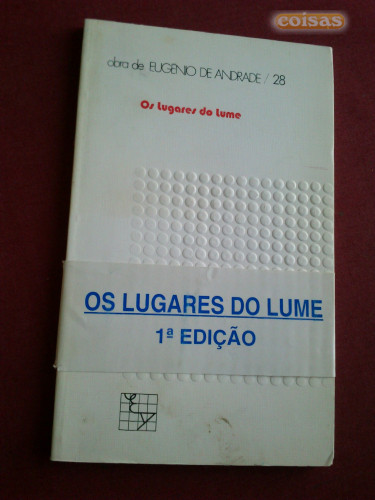 coisas
obra de EUGÉNIO DE ANDRADE / 28
Os Lugares do Lume
OS LUGARES DO LUME
1ª EDIÇÃO